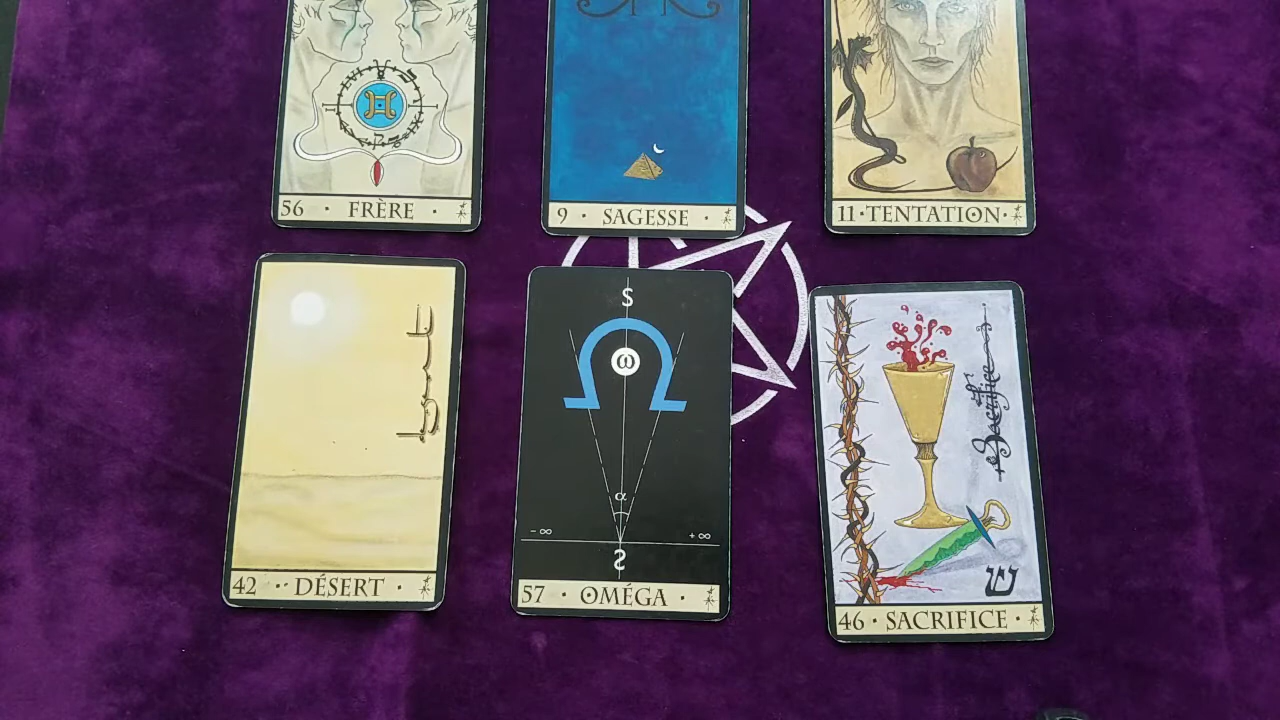 56 · FRÈRE ·
9 · SAGESSE ·
11 · TENTATION ·
S
ω
α
- ∞
+ ∞
Sacrifice
ש
42 · DÉSERT ·
57 · OMÉGA ·
46 · SACRIFICE ·